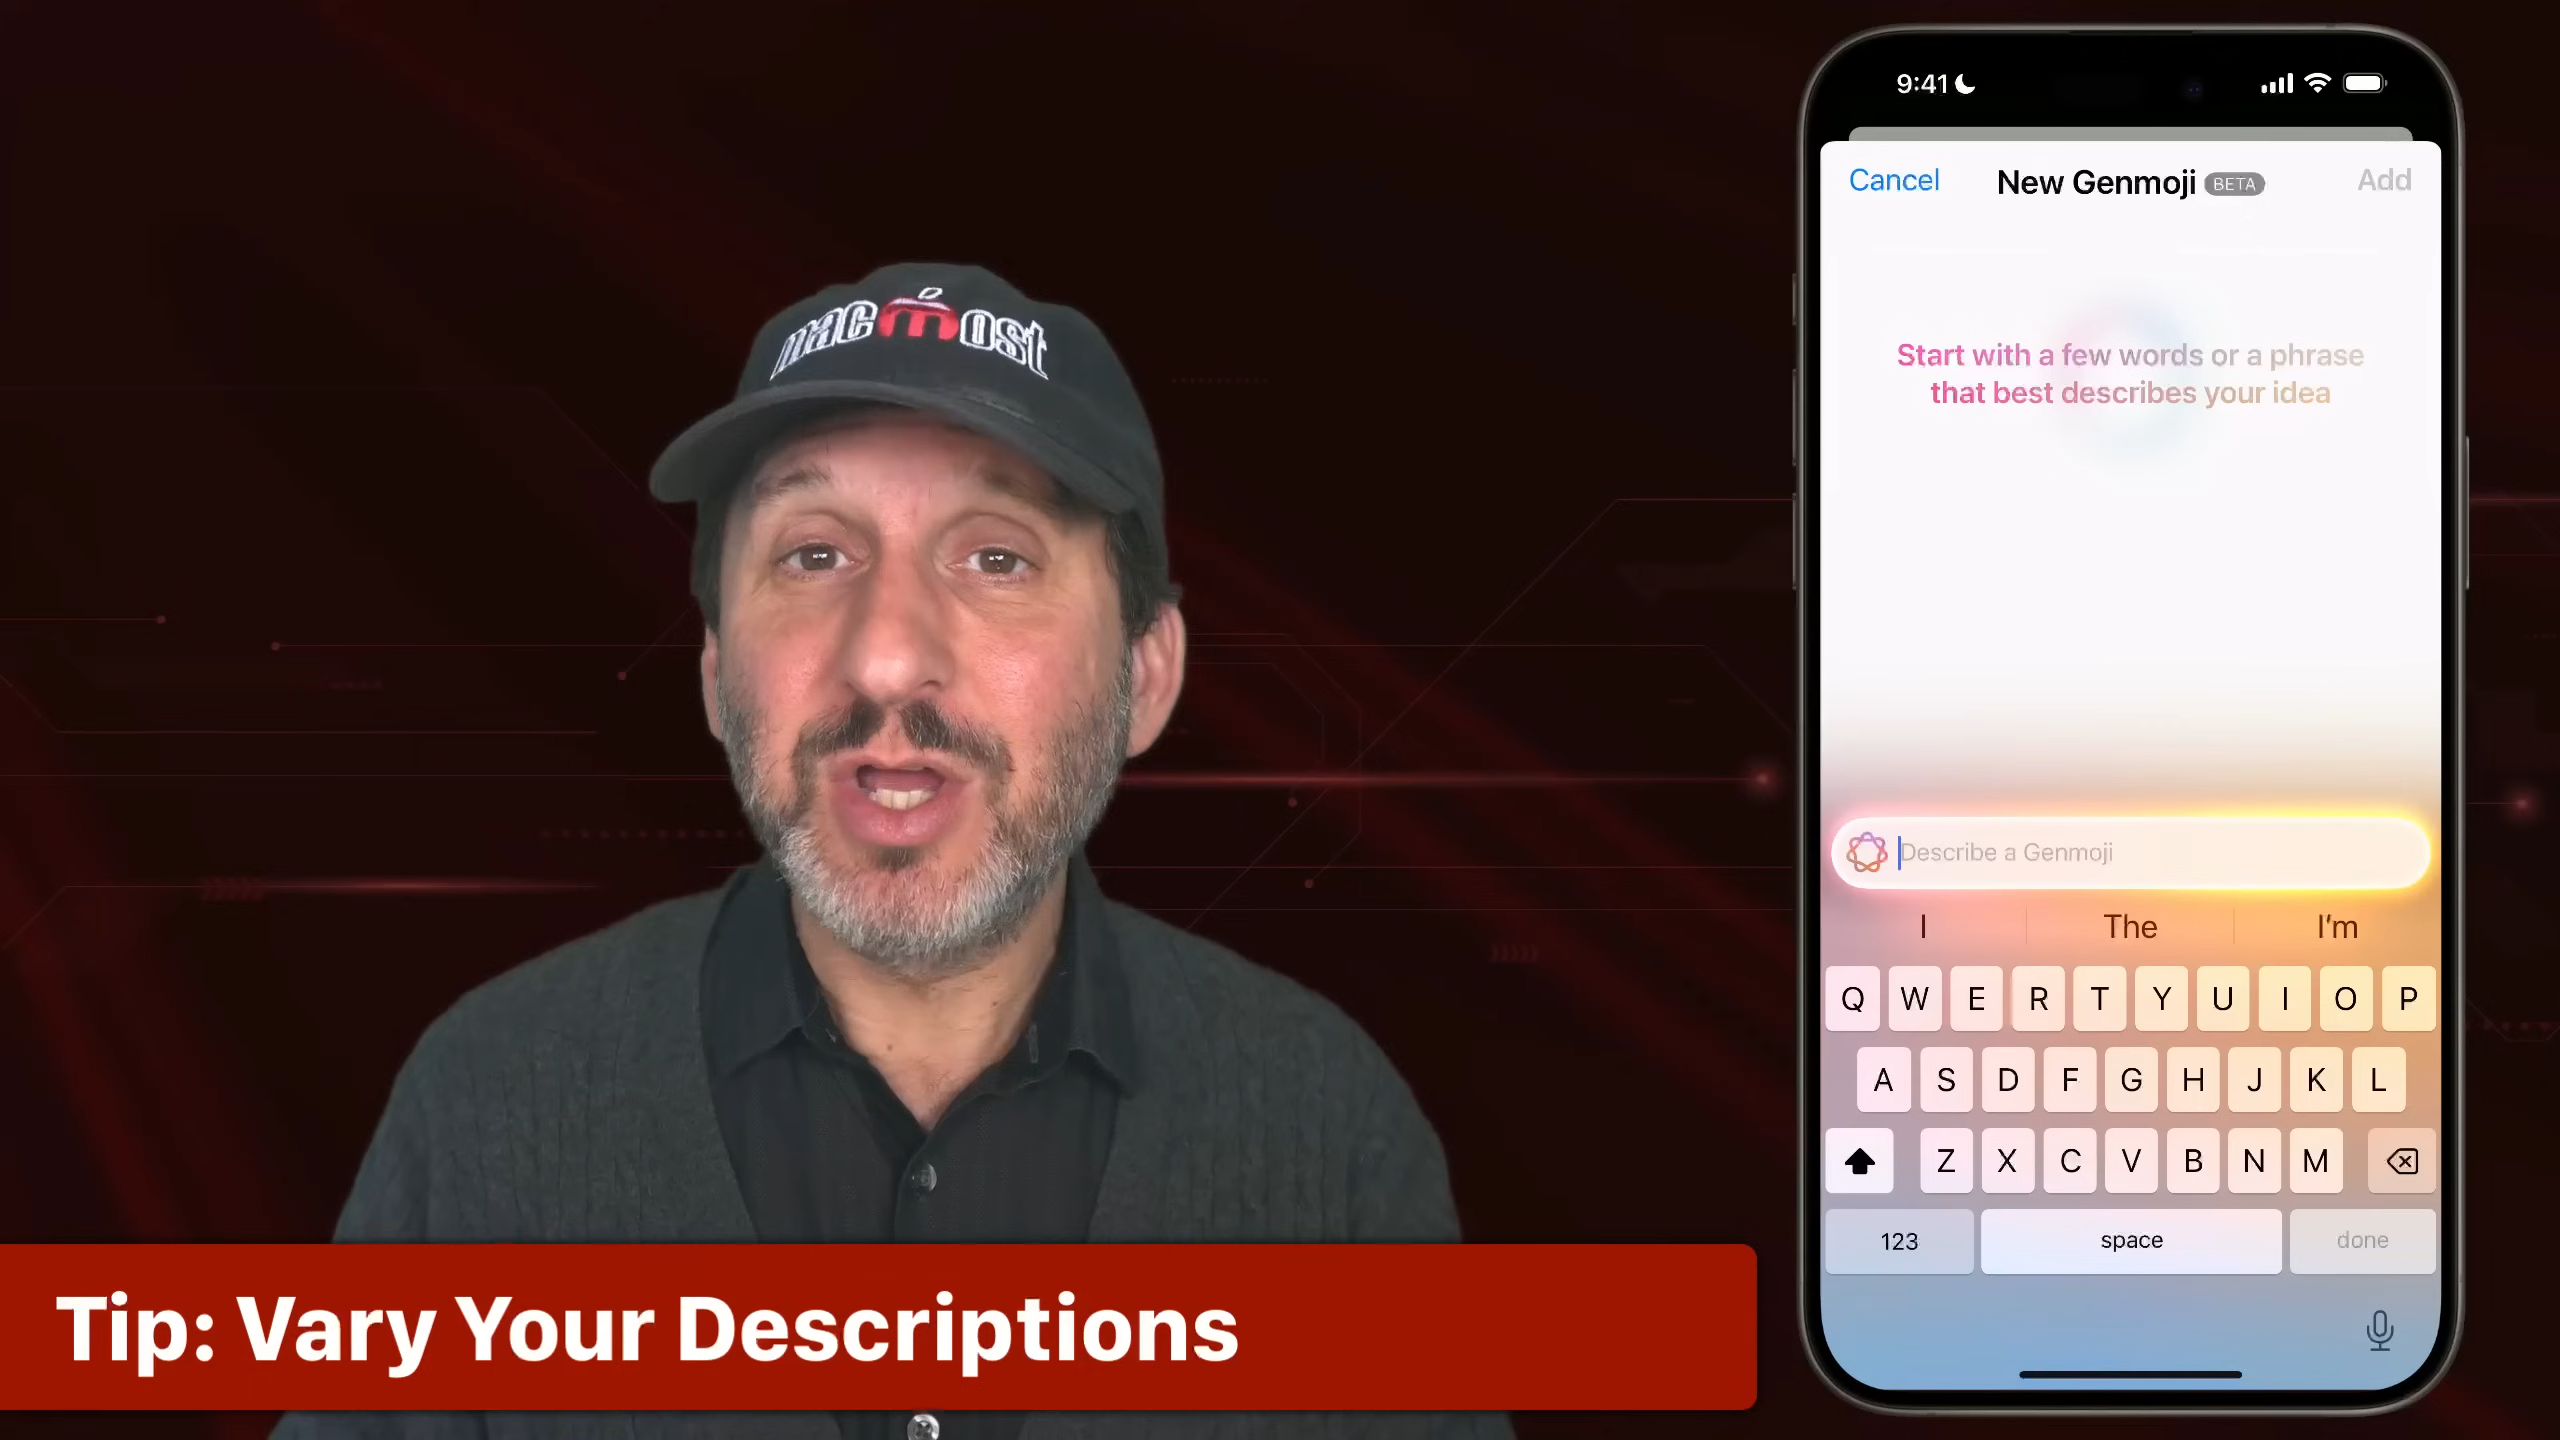 macmost
Tip: Vary Your Descriptions
9:41
Cancel
New Genmoji BETA
Add
Start with a few words or a phrase
that best describes your idea
Describe a Genmoji
I The I'm
Q W E R T Y U I O P
A S D F G H J K L
Z X C V B N M
123 space done